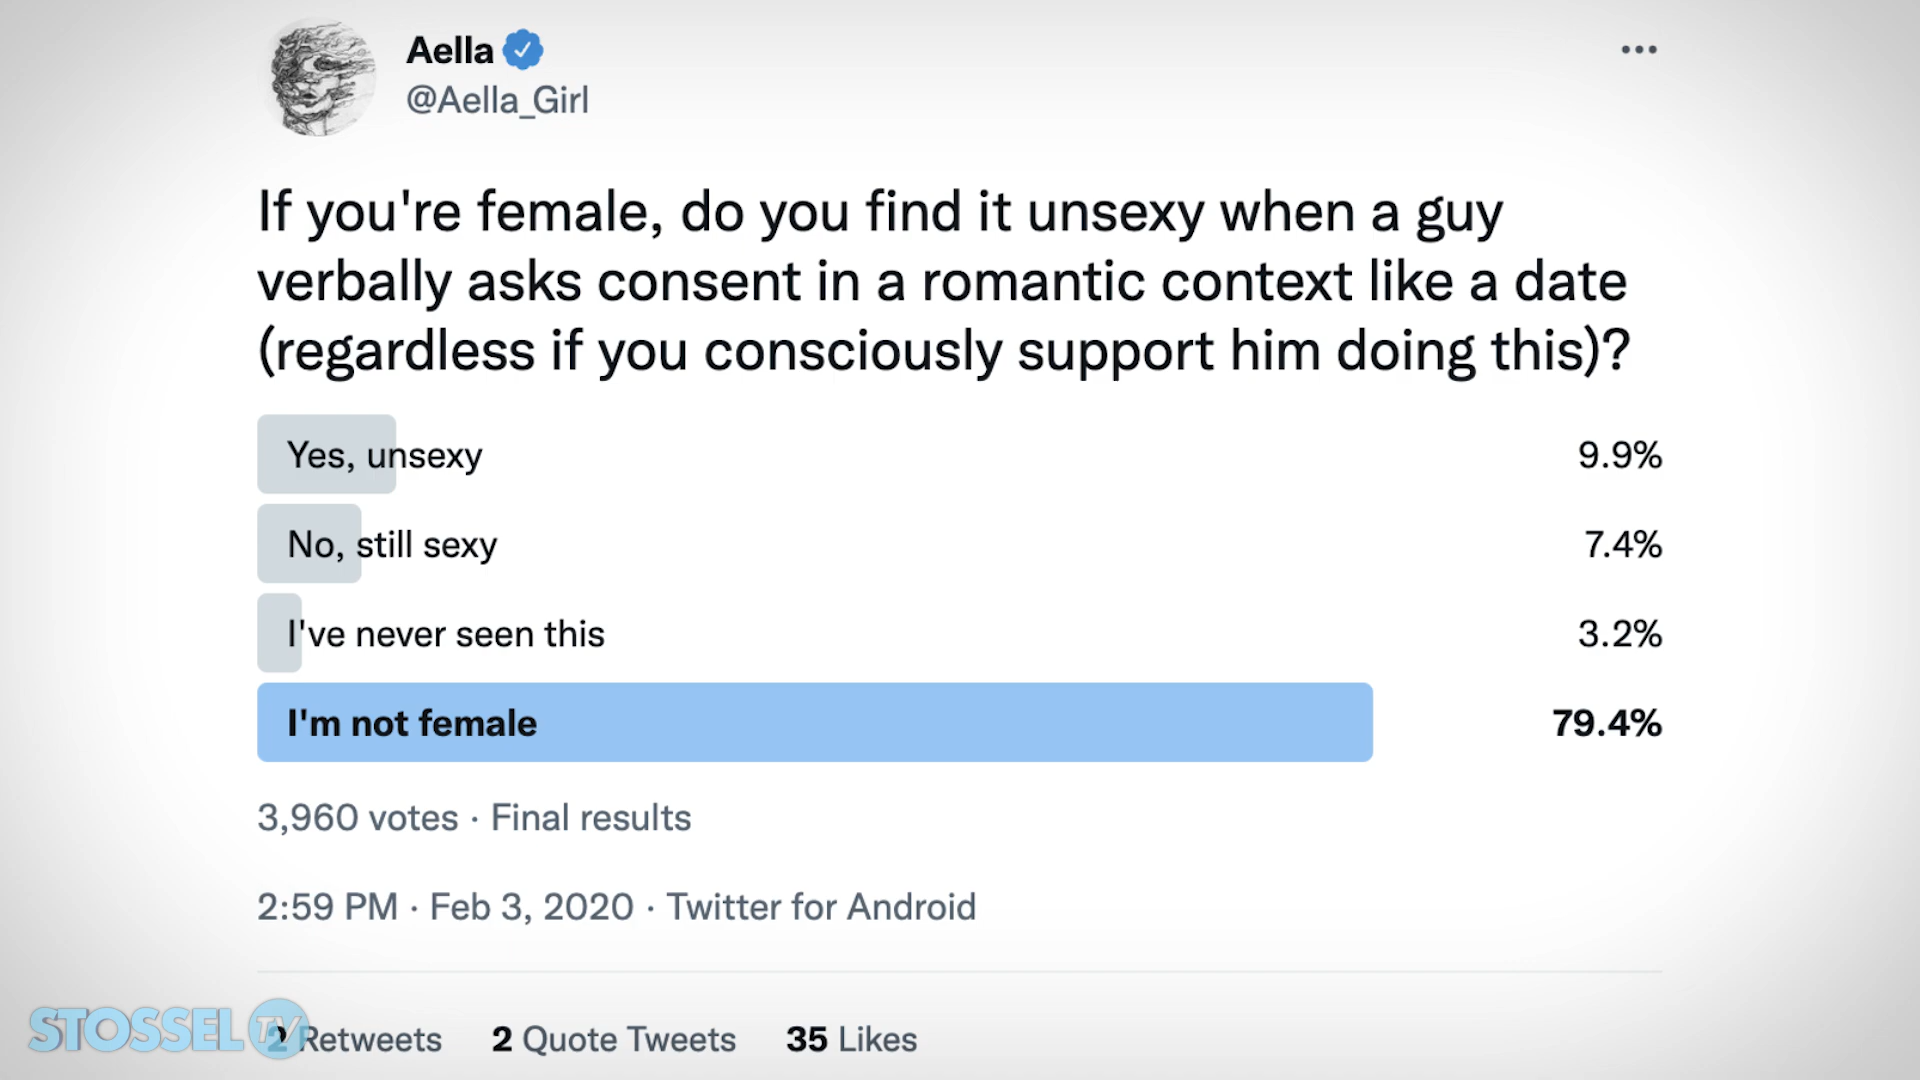 Aella
@Aella_Girl
If you're female, do you find it unsexy when a guy
verbally asks consent in a romantic context like a date
(regardless if you consciously support him doing this)?
Yes, unsexy 9.9%
No, still sexy 7.4%
I've never seen this 3.2%
I'm not female 79.4%
3,960 votes · Final results
2:59 PM · Feb 3, 2020 · Twitter for Android
2 Retweets 2 Quote Tweets 35 Likes
STOSSEL TV